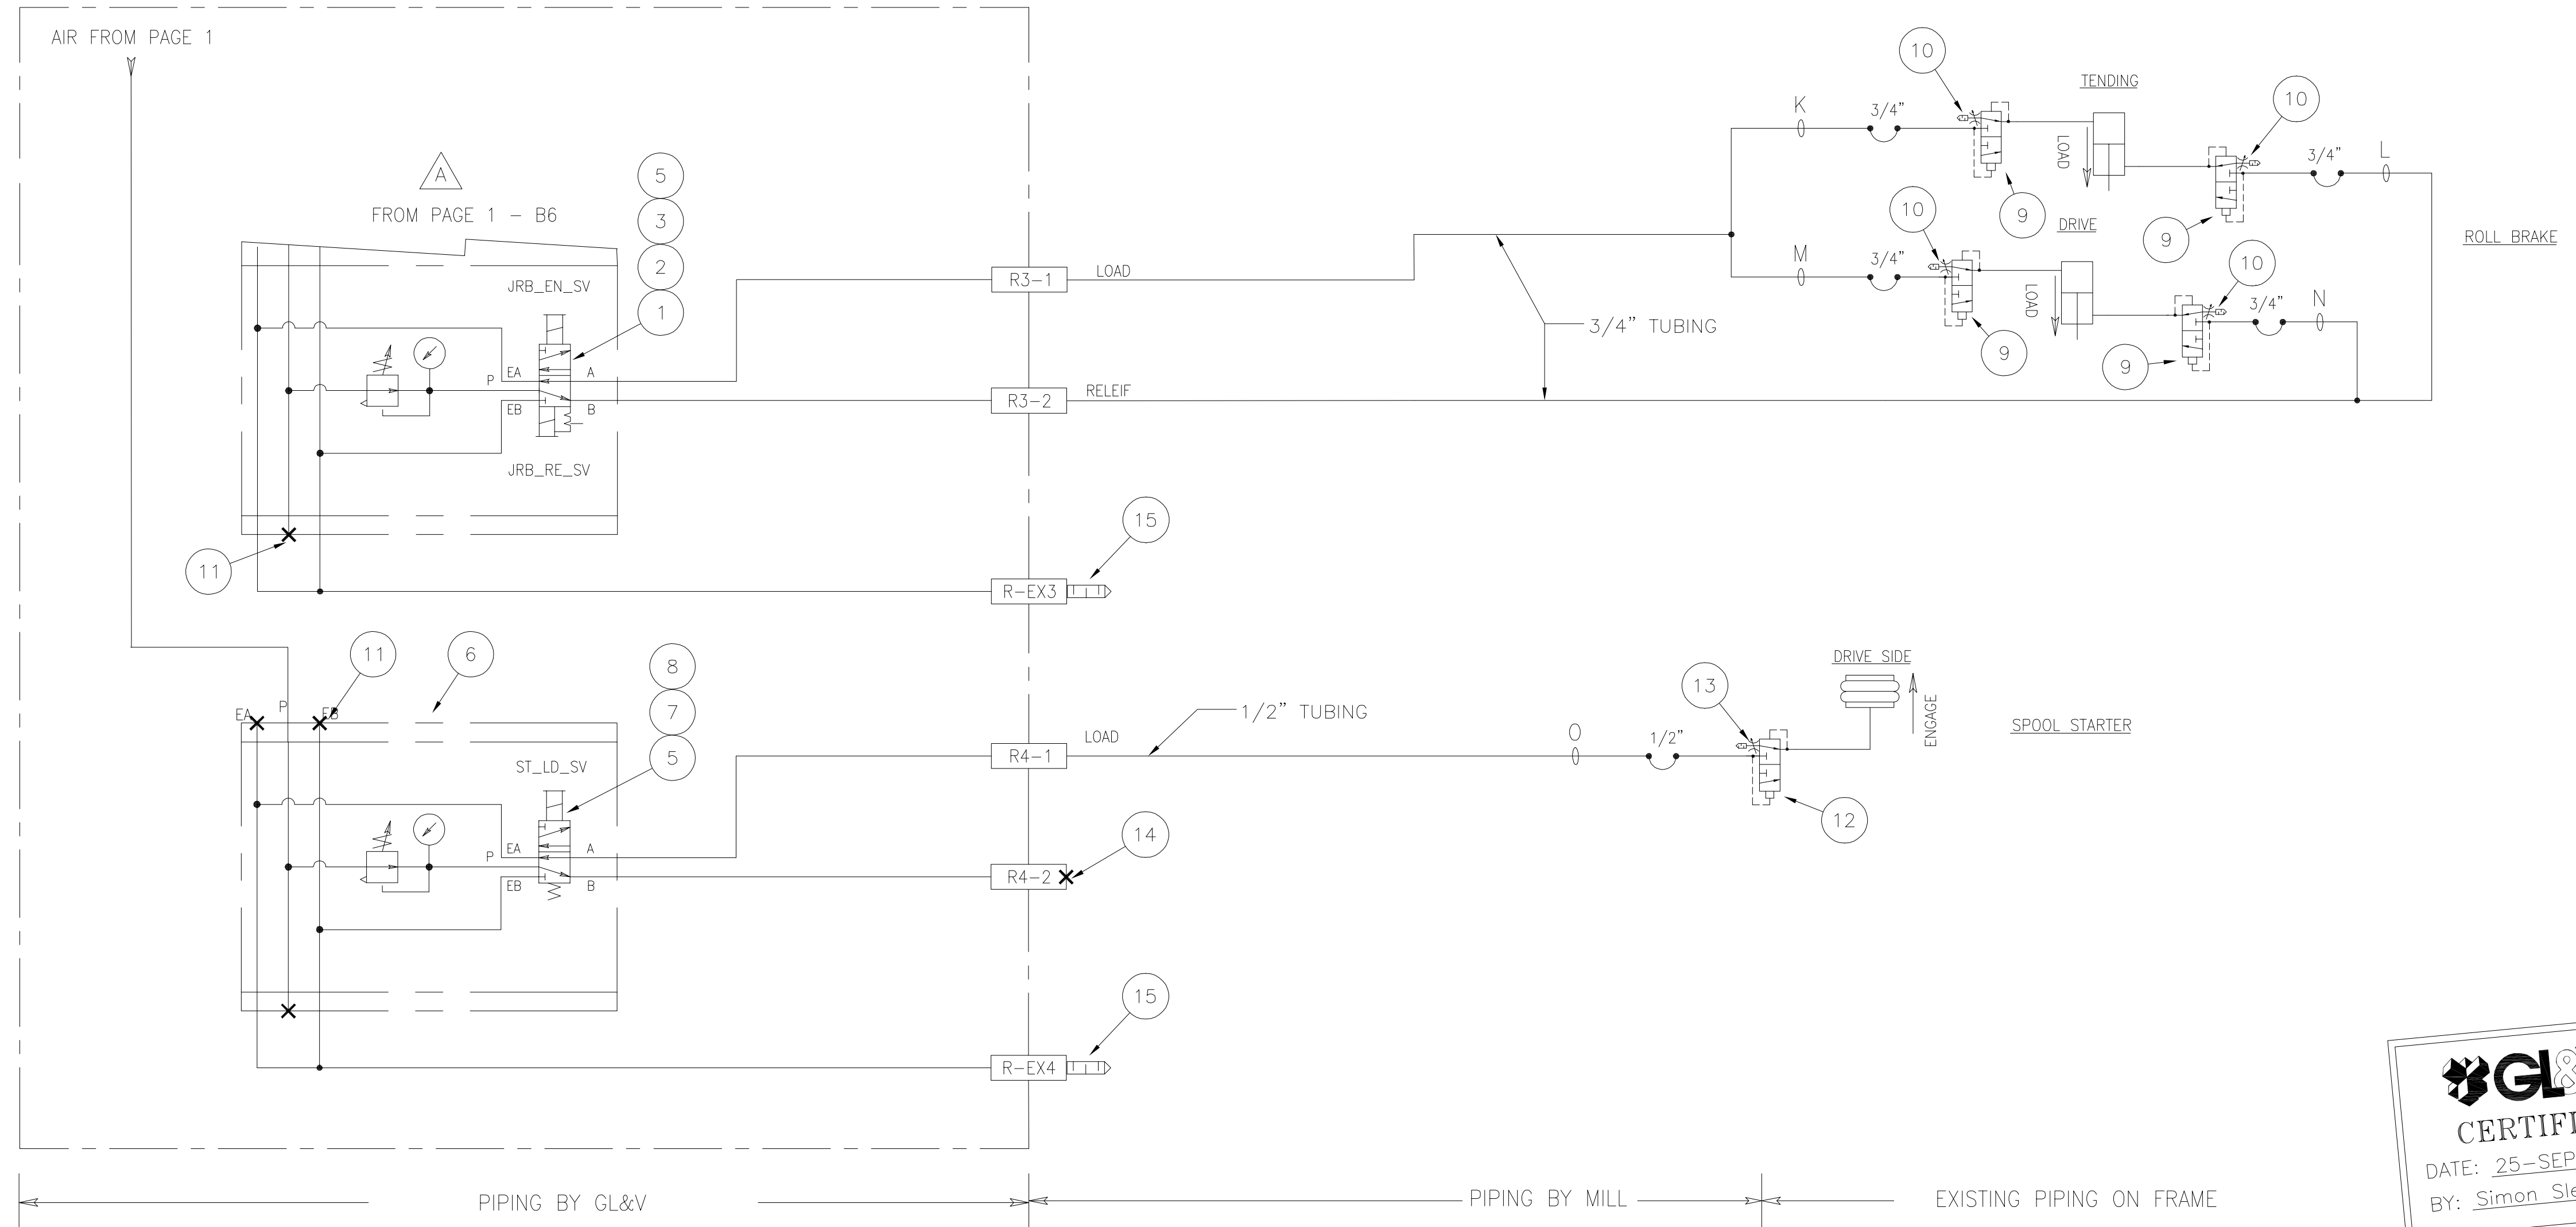 AIR FROM PAGE 1
A
FROM PAGE 1 – B6
5
3
2
1
JRB_EN_SV
EA
P
A
EB
B
JRB_RE_SV
11
R3-1
LOAD
R3-2
RELEIF
3/4" TUBING
K
3/4"
10
TENDING
LOAD
9
10
3/4"
L
9
M
3/4"
10
DRIVE
LOAD
9
10
3/4"
N
9
ROLL BRAKE
R-EX3
15
11
6
EA
P
EB
8
7
5
ST_LD_SV
EA
P
A
EB
B
R4-1
LOAD
1/2" TUBING
O
1/2"
13
12
DRIVE SIDE
ENGAGE
SPOOL STARTER
R4-2
14
R-EX4
15
PIPING BY GL&V
PIPING BY MILL
EXISTING PIPING ON FRAME
GL&
DATE: 25-SEP
BY: Simon